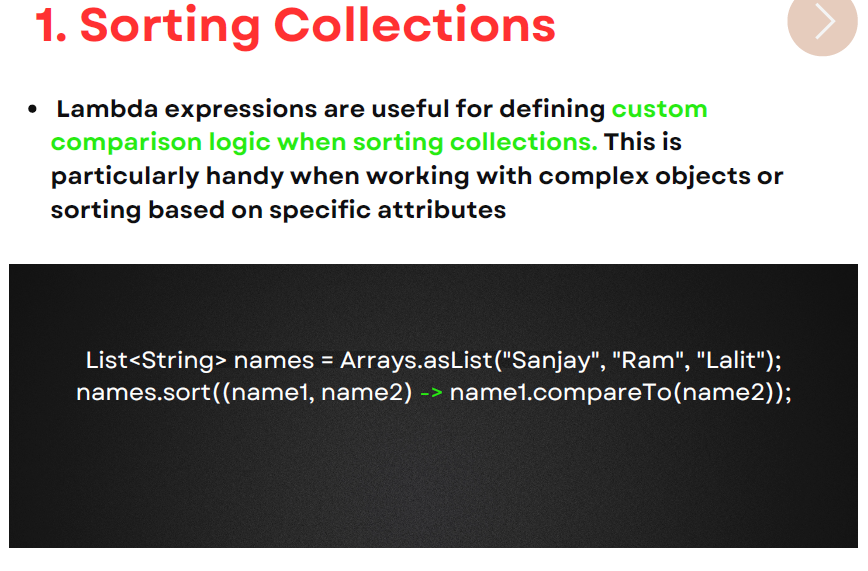 1. Sorting Collections
• Lambda expressions are useful for defining custom
comparison logic when sorting collections. This is
particularly handy when working with complex objects or
sorting based on specific attributes
List<String> names = Arrays.asList("Sanjay", "Ram", "Lalit");
names.sort((name1, name2) -> name1.compareTo(name2));